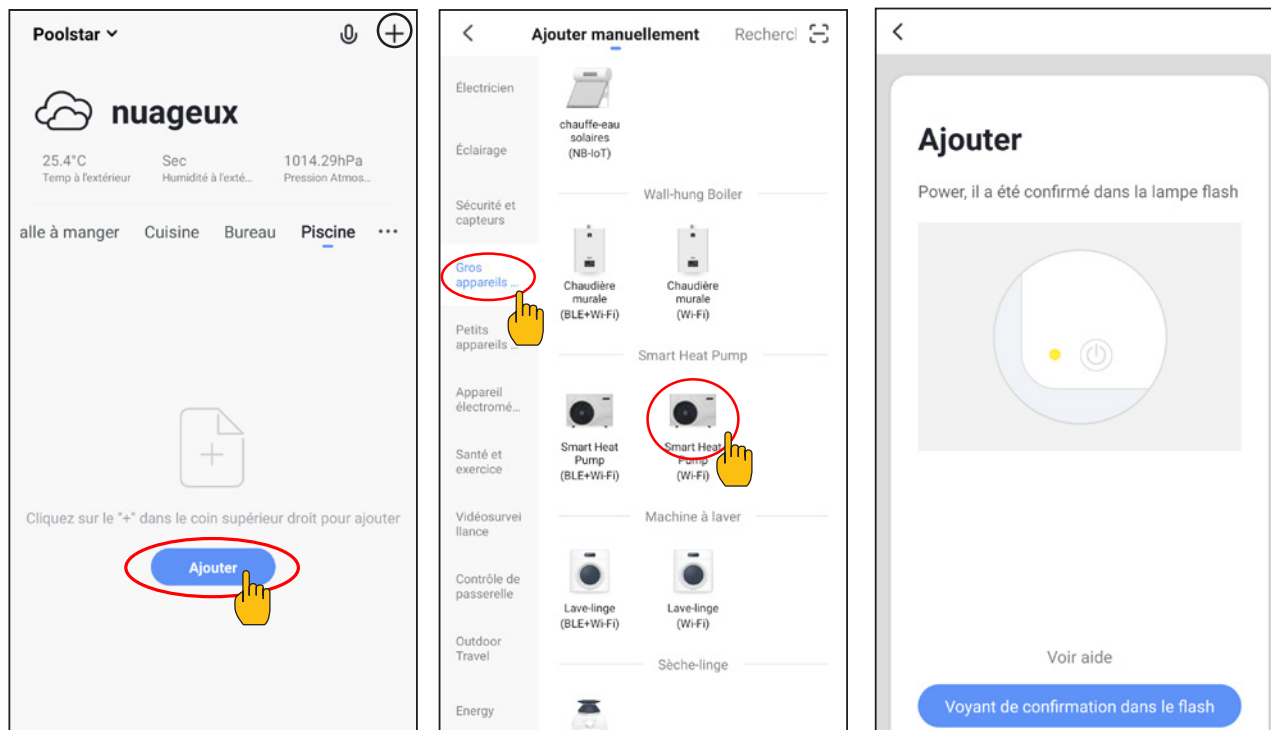 Poolstar
nuageux
25.4°C Sec 1014.29hPa
Temp à l'extérieur Humidité à l'exté... Pression Atmos...
alle à manger Cuisine Bureau Piscine ...
Cliquez sur le "+" dans le coin supérieur droit pour ajouter
Ajouter
Ajouter manuellement Rechercl
Électricien
Éclairage
Sécurité et
capteurs
Gros
appareils ...
Petits
appareils ...
Appareil
électromé...
Santé et
exercice
Vidéosurvei
llance
Contrôle de
passerelle
Outdoor
Travel
Energy
chauffe-eau
solaires
(NB-IoT)
Wall-hung Boiler
Chaudière
murale
(BLE+Wi-Fi)
Chaudière
murale
(Wi-Fi)
Smart Heat Pump
Smart Heat
Pump
(BLE+Wi-Fi)
Smart Heat
Pump
(Wi-Fi)
Machine à laver
Lave-linge
(BLE+Wi-Fi)
Lave-linge
(Wi-Fi)
Sèche-linge
Ajouter
Power, il a été confirmé dans la lampe flash
Voir aide
Voyant de confirmation dans le flash